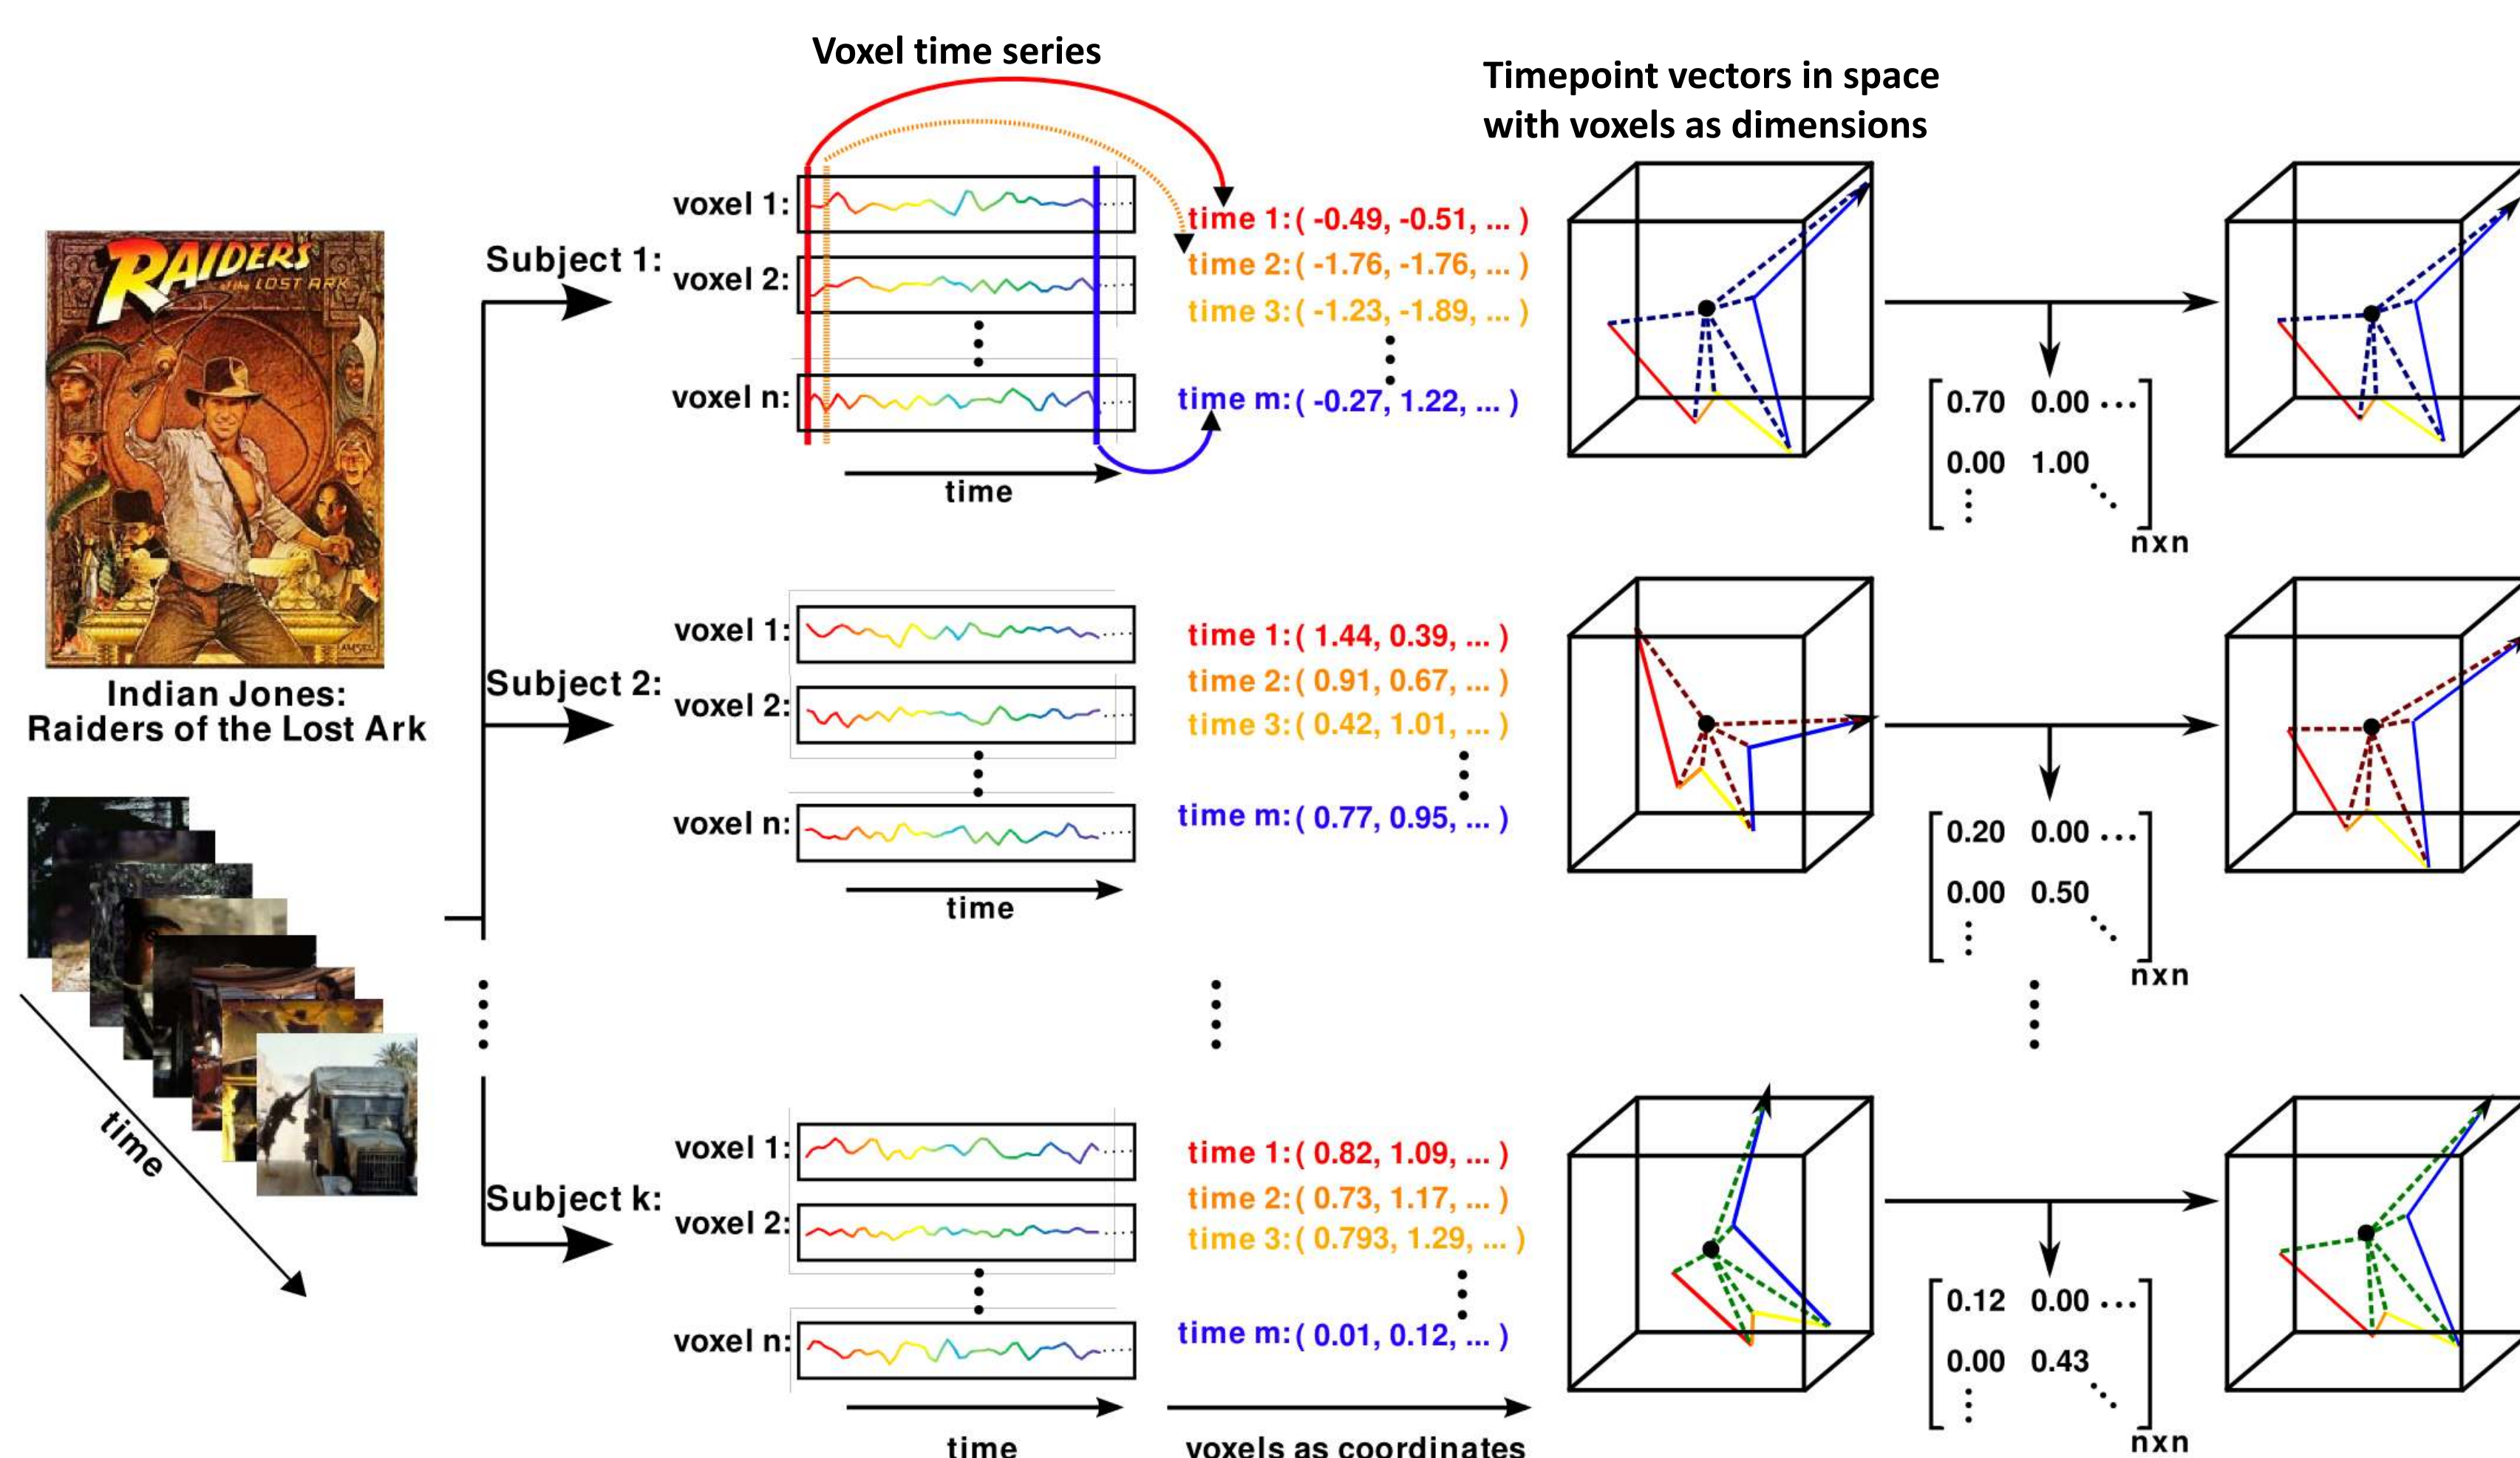 Voxel time series
Timepoint vectors in space
with voxels as dimensions
RAIDERS
of the LOST ARK
AMSEL
Indian Jones:
Raiders of the Lost Ark
time
Subject 1:
voxel 1:
voxel 2:
voxel n:
time
time 1:( -0.49, -0.51, ... )
time 2:( -1.76, -1.76, ... )
time 3:( -1.23, -1.89, ... )
time m:( -0.27, 1.22, ... )
0.70 0.00 ...
0.00 1.00
nxn
Subject 2:
voxel 1:
voxel 2:
voxel n:
time
time 1:( 1.44, 0.39, ... )
time 2:( 0.91, 0.67, ... )
time 3:( 0.42, 1.01, ... )
time m:( 0.77, 0.95, ... )
0.20 0.00 ...
0.00 0.50
nxn
Subject k:
voxel 1:
voxel 2:
voxel n:
time
time 1:( 0.82, 1.09, ... )
time 2:( 0.73, 1.17, ... )
time 3:( 0.793, 1.29, ... )
time m:( 0.01, 0.12, ... )
voxels as coordinates
0.12 0.00 ...
0.00 0.43
nxn